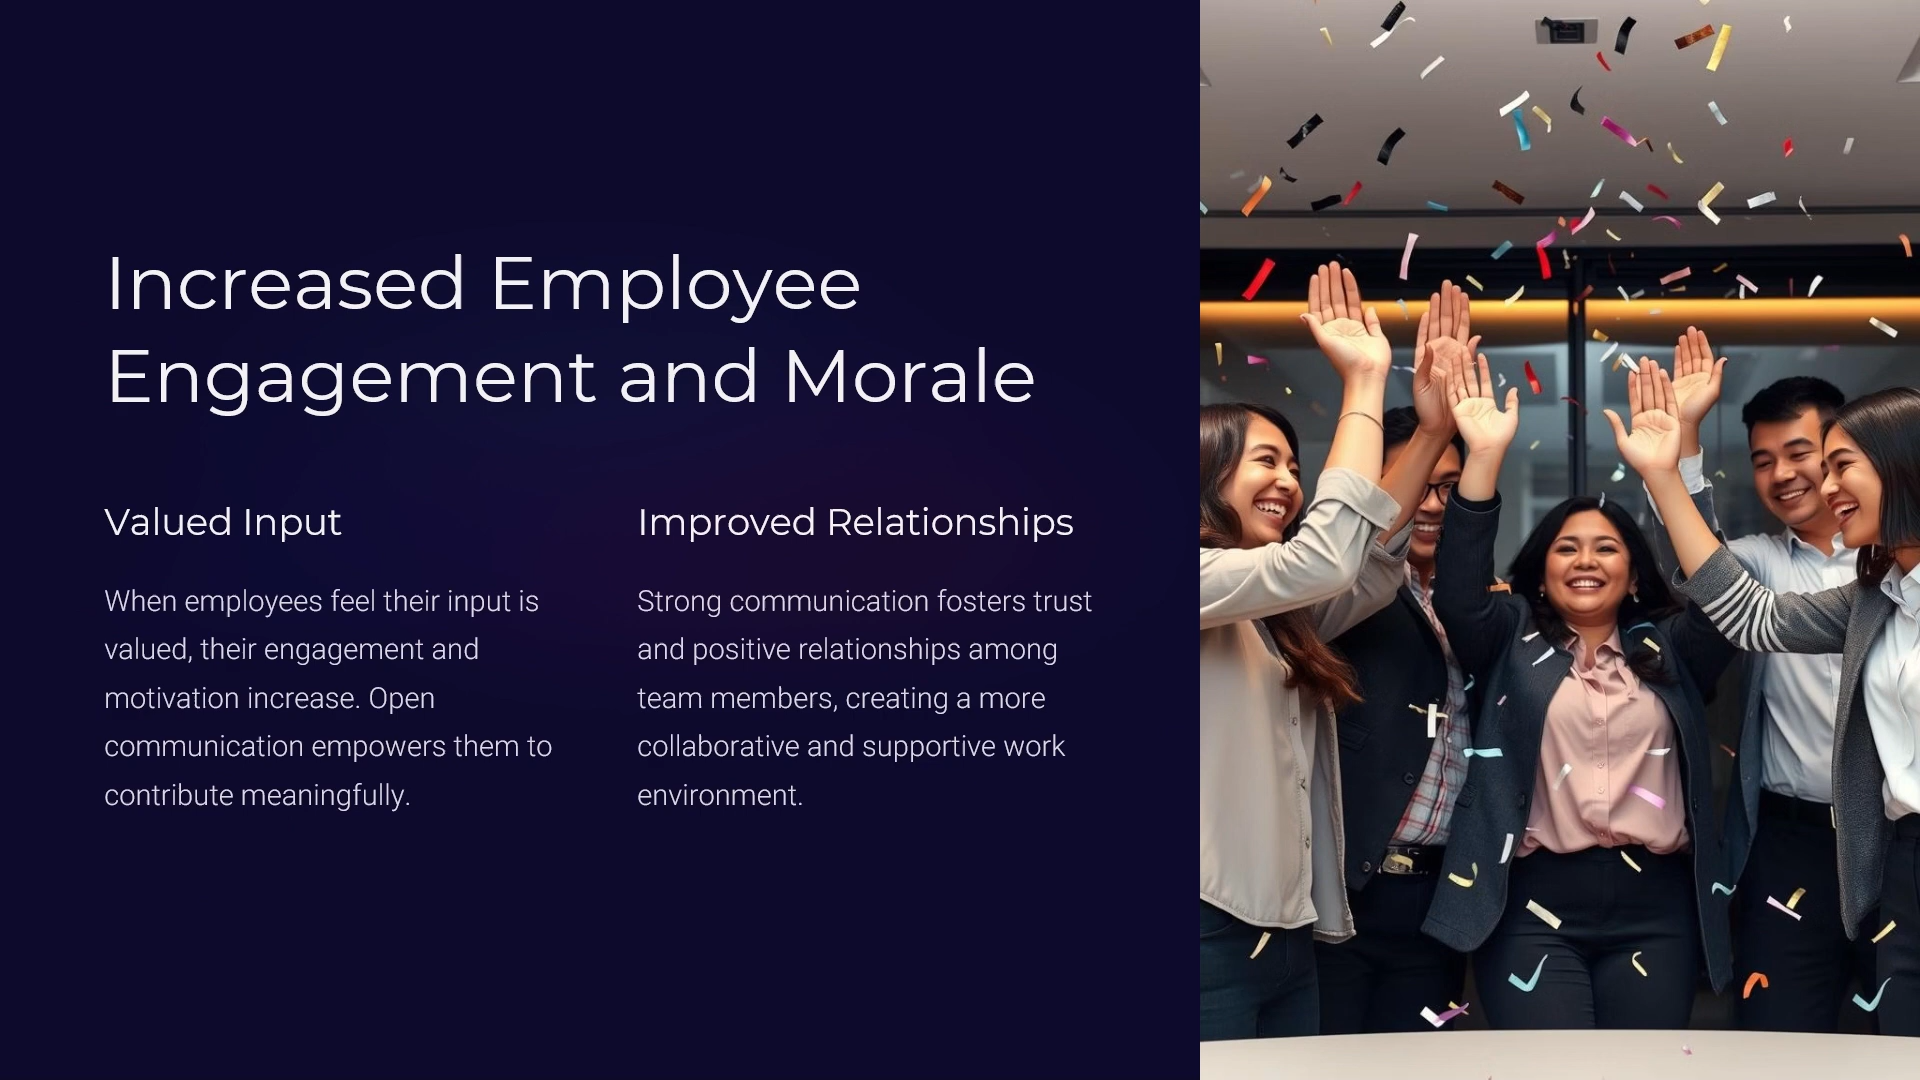 Increased Employee
Engagement and Morale
Valued Input
When employees feel their input is
valued, their engagement and
motivation increase. Open
communication empowers them to
contribute meaningfully.
Improved Relationships
Strong communication fosters trust
and positive relationships among
team members, creating a more
collaborative and supportive work
environment.